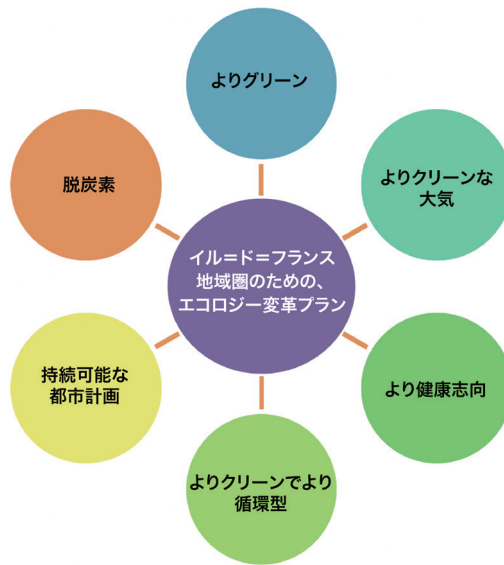 よりグリーン
脱炭素
よりクリーンな
大気
イル=ド=フランス
地域圏のための、
エコロジー変革プラン
持続可能な
都市計画
より健康志向
よりクリーンでより
循環型